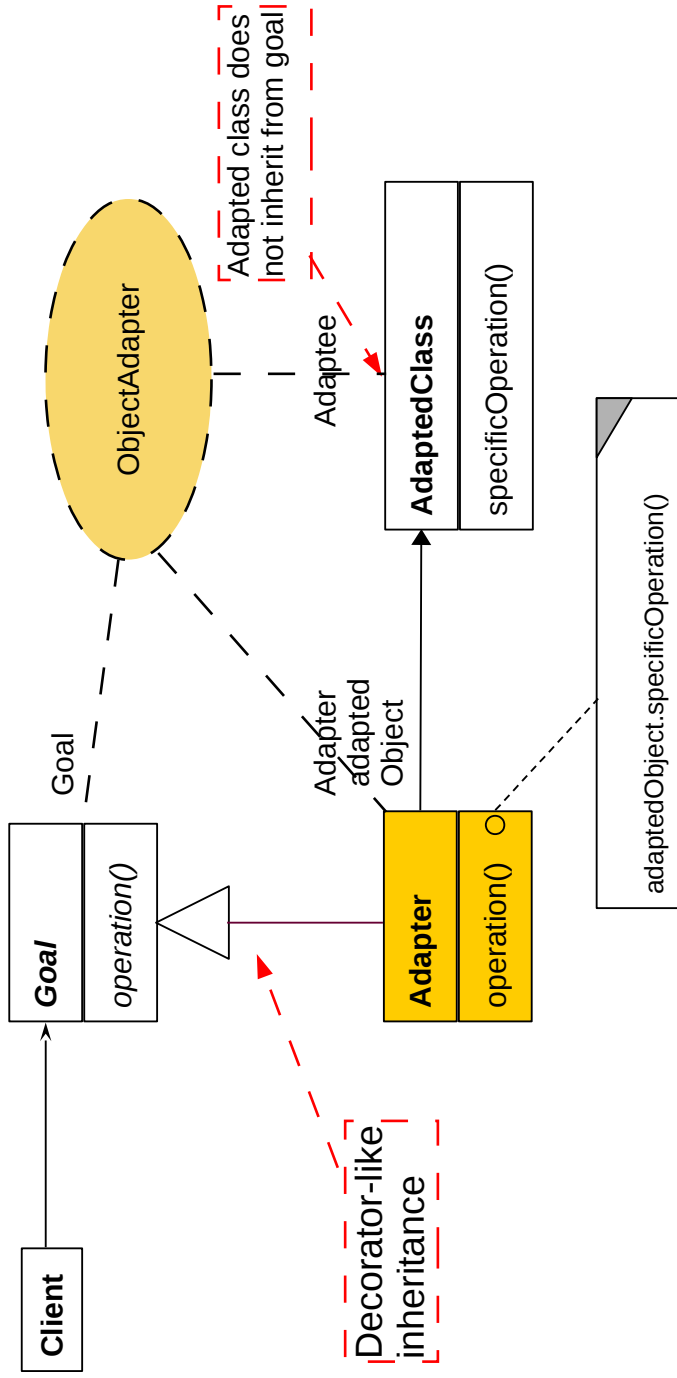 Client
Goal
operation()
Goal
ObjectAdapter
Decorator-like
inheritance
Adapter
adapted
Object
Adaptee
Adapted class does
not inherit from goal
Adapter
operation()
AdaptedClass
specificOperation()
adaptedObject.specificOperation()